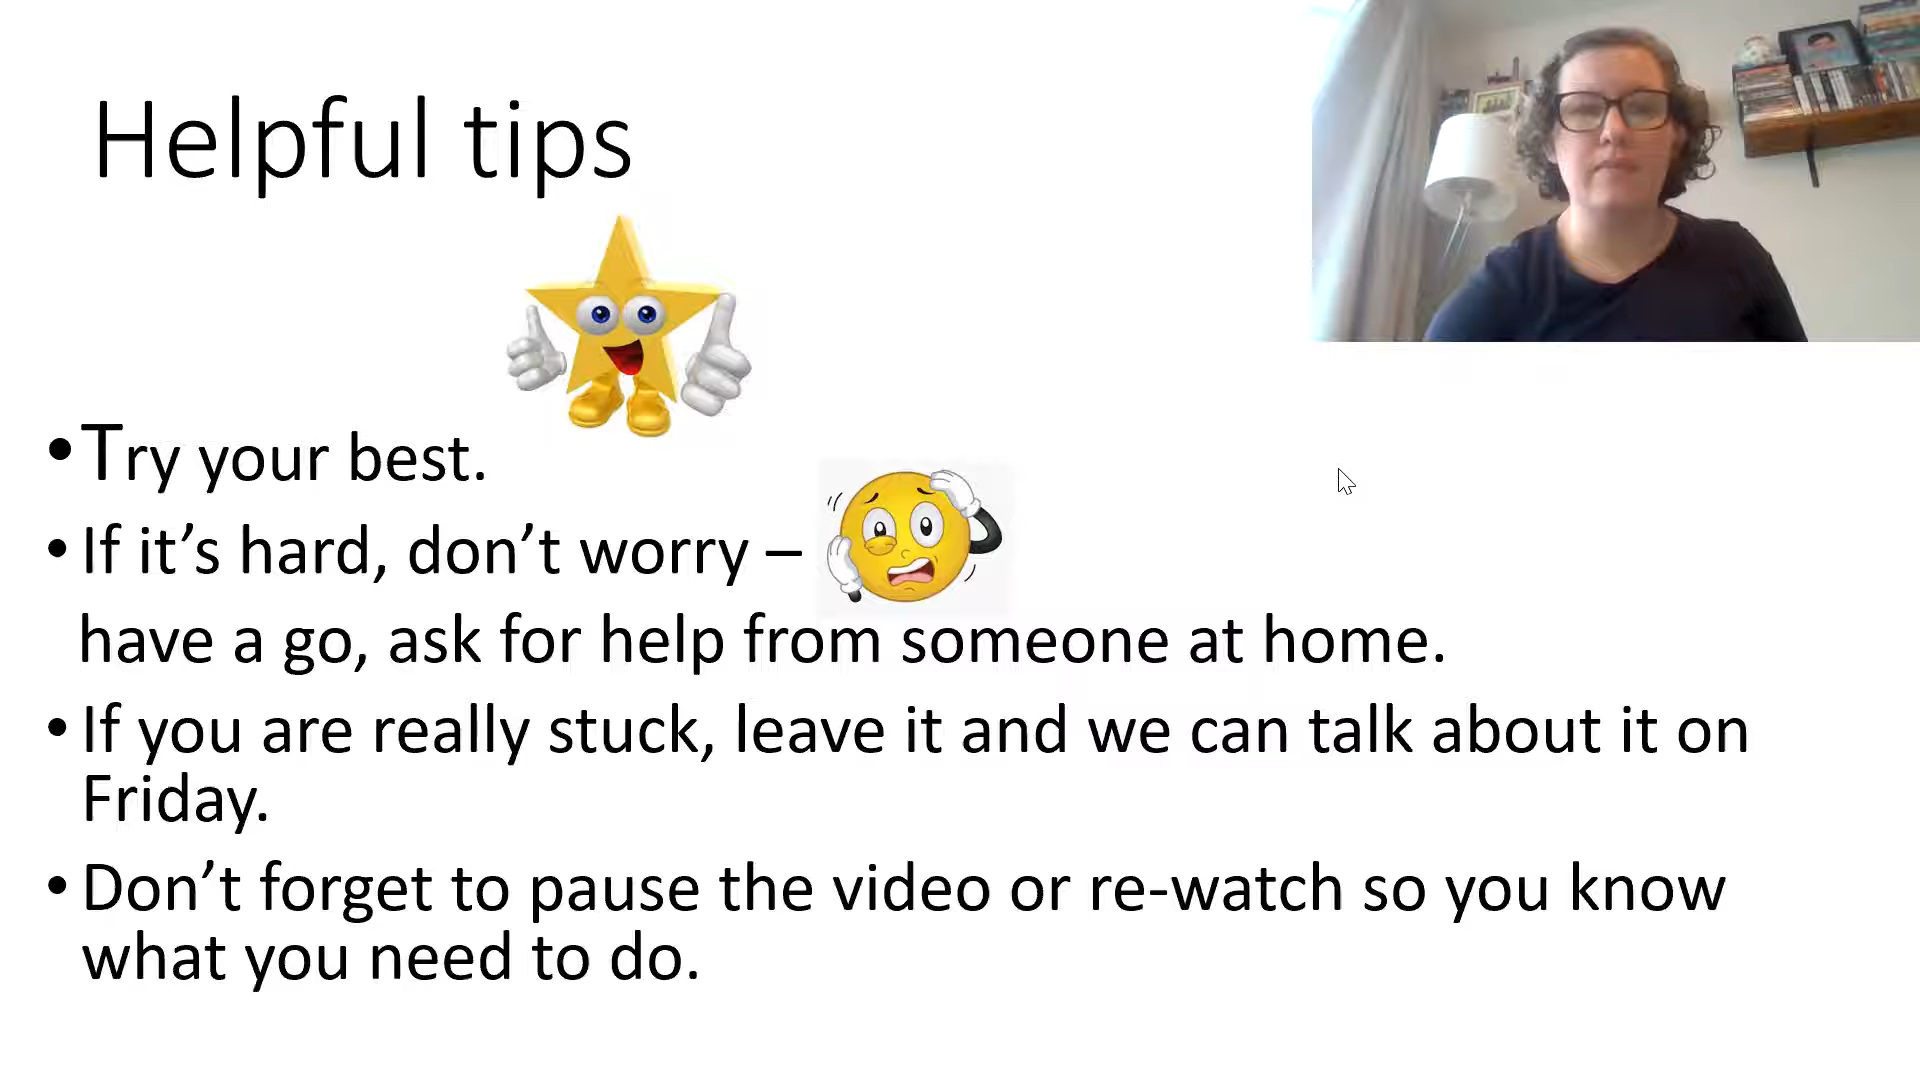 Helpful tips
•Try your best.
•If it’s hard, don’t worry –
have a go, ask for help from someone at home.
•If you are really stuck, leave it and we can talk about it on
Friday.
•Don’t forget to pause the video or re-watch so you know
what you need to do.